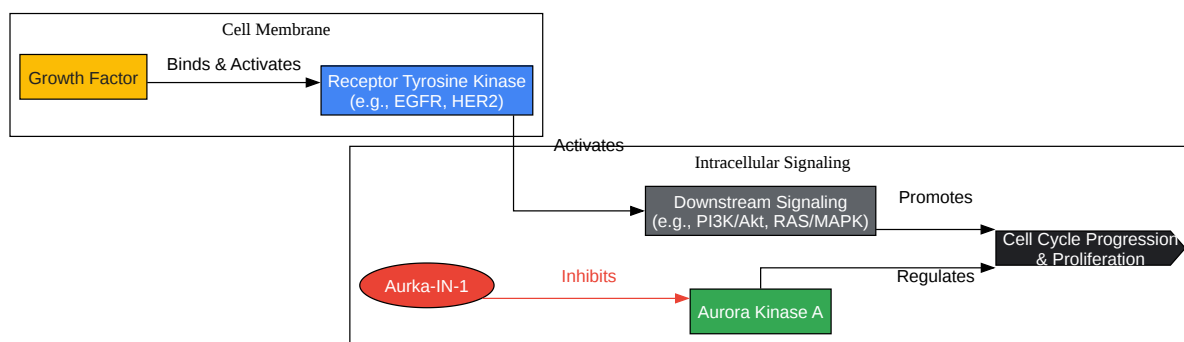 Cell Membrane
Growth Factor
Binds & Activates
Receptor Tyrosine Kinase
(e.g., EGFR, HER2)
Activates
Intracellular Signaling
Downstream Signaling
(e.g., PI3K/Akt, RAS/MAPK)
Promotes
Cell Cycle Progression
& Proliferation
Aurka-IN-1
Inhibits
Aurora Kinase A
Regulates